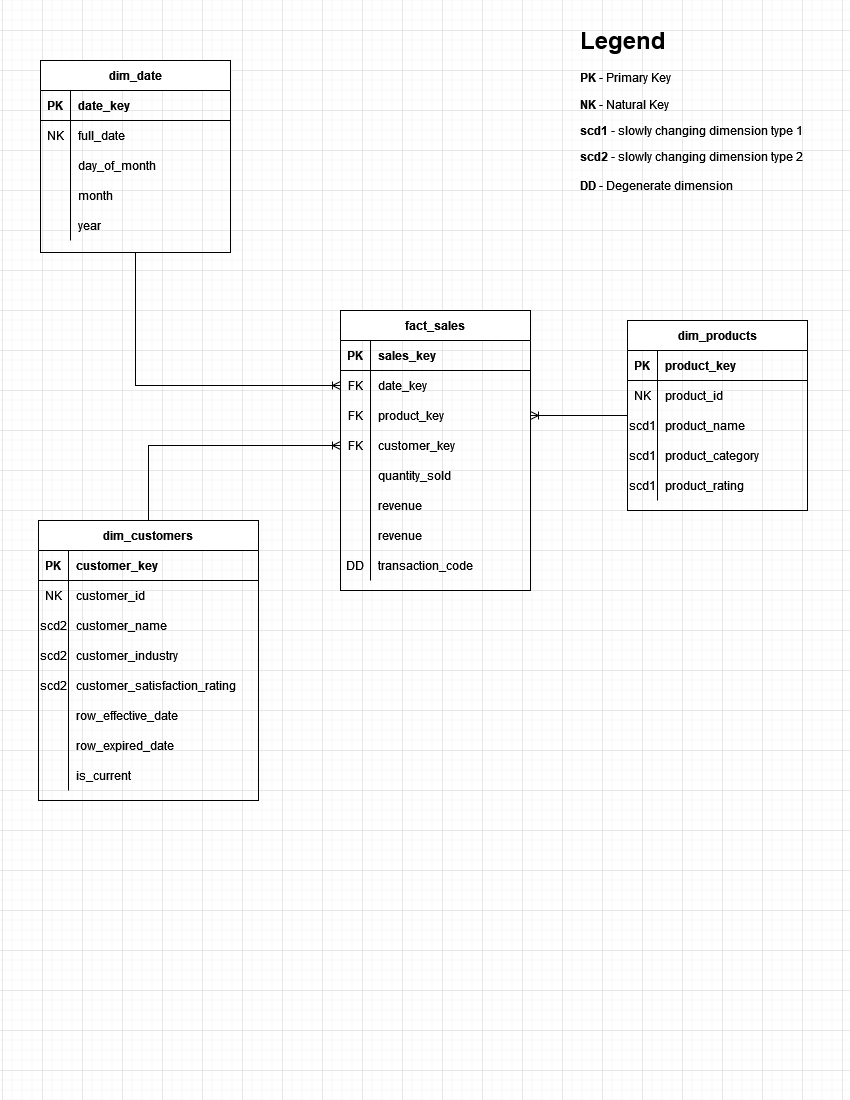 Legend
PK - Primary Key
NK - Natural Key
scd1 - slowly changing dimension type 1
scd2 - slowly changing dimension type 2
DD - Degenerate dimension
dim_date
PK date_key
NK full_date
day_of_month
month
year
fact_sales
PK sales_key
FK date_key
FK product_key
FK customer_key
quantity_sold
revenue
revenue
DD transaction_code
dim_products
PK product_key
NK product_id
scd1 product_name
scd1 product_category
scd1 product_rating
dim_customers
PK customer_key
NK customer_id
scd2 customer_name
scd2 customer_industry
scd2 customer_satisfaction_rating
row_effective_date
row_expired_date
is_current